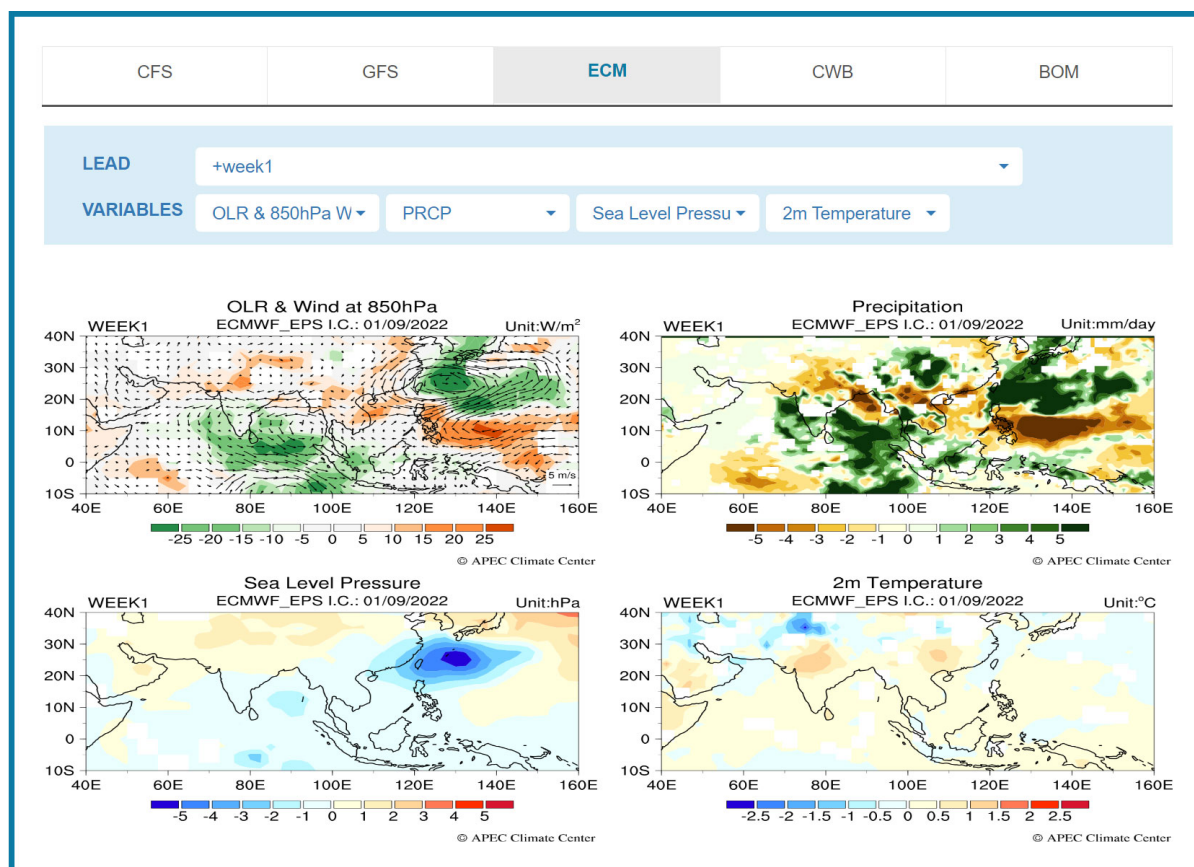 CFS GFS ECM CWB BOM
LEAD +week1
VARIABLES OLR & 850hPa W PRCP Sea Level Pressu 2m Temperature
OLR & Wind at 850hPa
WEEK1 ECMWF_EPS I.C.: 01/09/2022 Unit:W/m²
40N
30N
20N
10N
0
10S
5 m/s
40E 60E 80E 100E 120E 140E 160E
-25 -20 -15 -10 -5 0 5 10 15 20 25
© APEC Climate Center
Precipitation
WEEK1 ECMWF_EPS I.C.: 01/09/2022 Unit:mm/day
40N
30N
20N
10N
0
10S
40E 60E 80E 100E 120E 140E 160E
-5 -4 -3 -2 -1 0 1 2 3 4 5
© APEC Climate Center
Sea Level Pressure
WEEK1 ECMWF_EPS I.C.: 01/09/2022 Unit:hPa
40N
30N
20N
10N
0
10S
40E 60E 80E 100E 120E 140E 160E
-5 -4 -3 -2 -1 0 1 2 3 4 5
© APEC Climate Center
2m Temperature
WEEK1 ECMWF_EPS I.C.: 01/09/2022 Unit:°C
40N
30N
20N
10N
0
10S
40E 60E 80E 100E 120E 140E 160E
-2.5 -2 -1.5 -1 -0.5 0 0.5 1 1.5 2 2.5
© APEC Climate Center